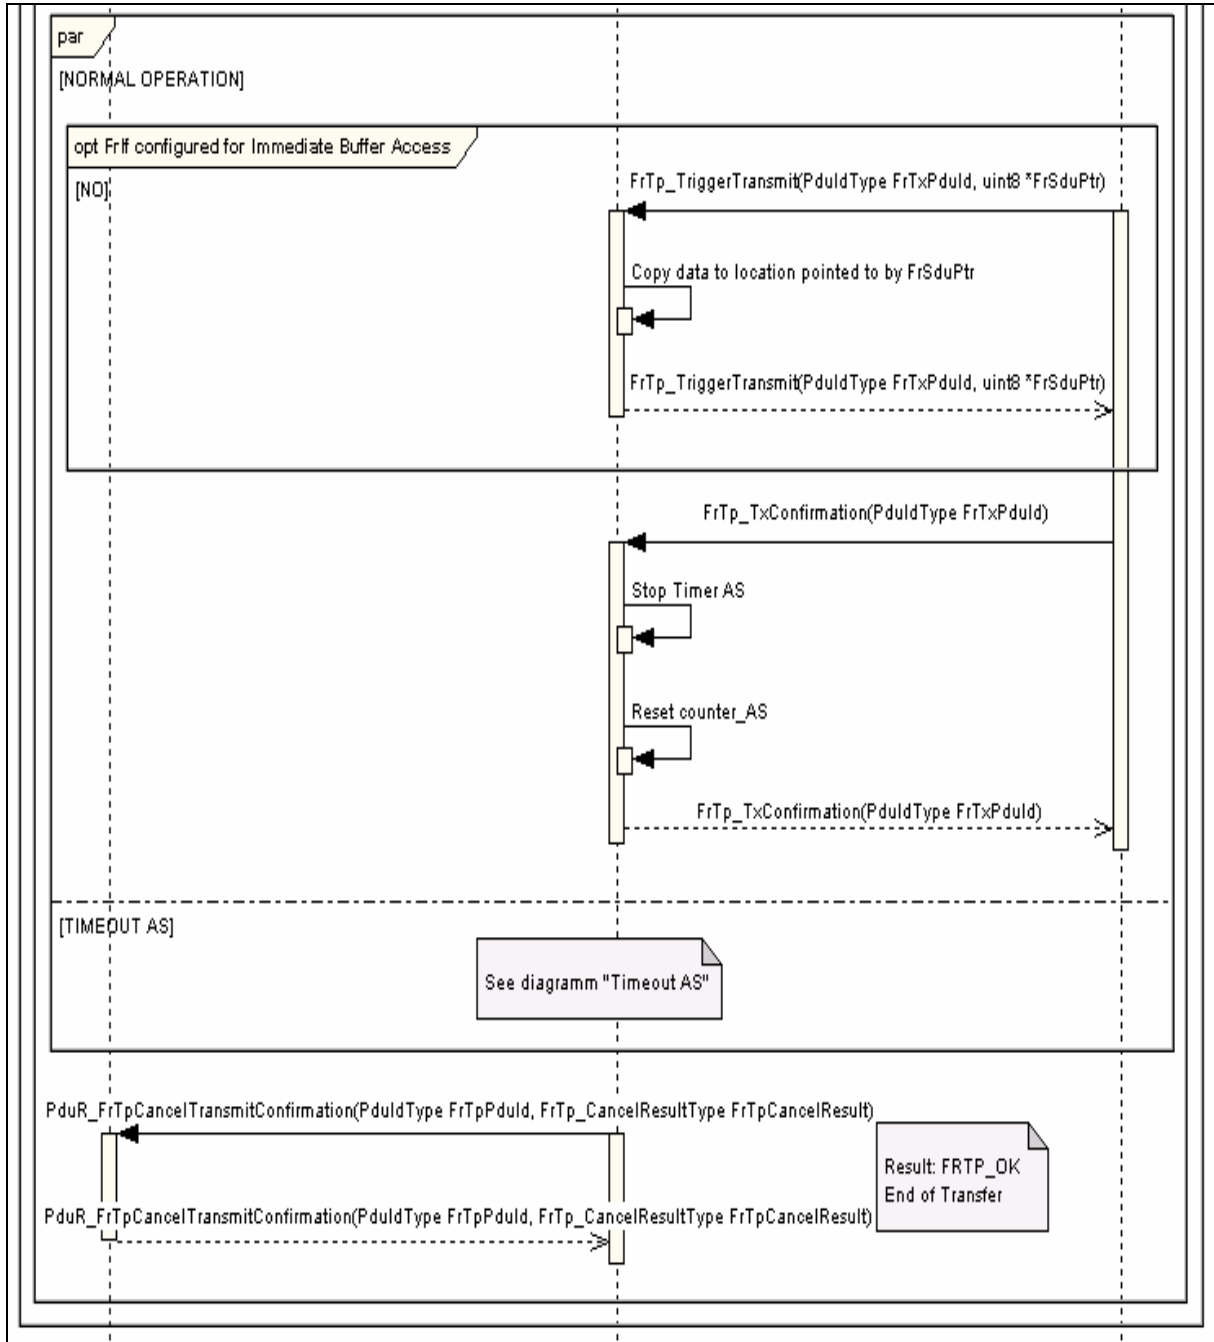 par
[NORMAL OPERATION]
opt FrIf configured for Immediate Buffer Access
[NO]
FrTp_TriggerTransmit(PduIdType FrTxPduId, uint8 *FrSduPtr)
Copy data to location pointed to by FrSduPtr
FrTp_TriggerTransmit(PduIdType FrTxPduId, uint8 *FrSduPtr)
FrTp_TxConfirmation(PduIdType FrTxPduId)
Stop Timer AS
Reset counter_AS
FrTp_TxConfirmation(PduIdType FrTxPduId)
[TIMEOUT AS]
See diagramm "Timeout AS"
PduR_FrTpCancelTransmitConfirmation(PduIdType FrTpPduId, FrTp_CancelResultType FrTpCancelResult)
Result: FRTP_OK
End of Transfer
PduR_FrTpCancelTransmitConfirmation(PduIdType FrTpPduId, FrTp_CancelResultType FrTpCancelResult)